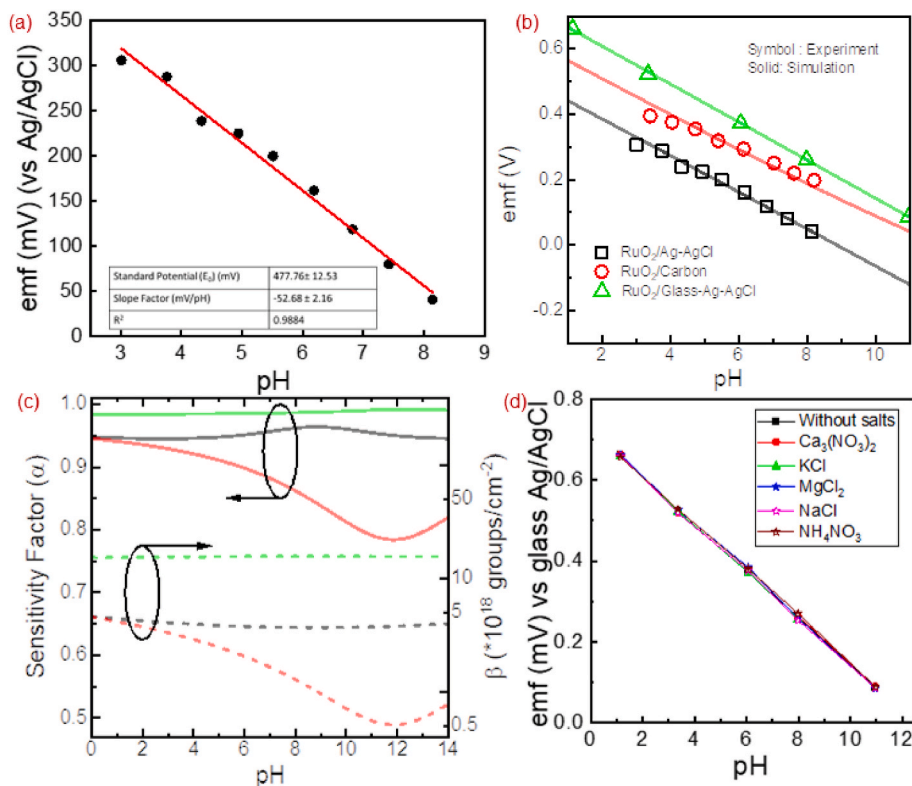 (a)
350
300
250
200
150
100
50
0
emf (mV) (vs Ag/AgCl)
Standard Potential (E₀) (mV) 477.76± 12.53
Slope Factor (mV/pH) -52.68 ± 2.16
R² 0.9884
3 4 5 6 7 8 9
pH
(b)
0.6
0.4
0.2
0.0
-0.2
emf (V)
Symbol : Experiment
Solid: Simulation
RuO₂/Ag-AgCl
RuO₂/Carbon
RuO₂/Glass-Ag-AgCl
2 4 6 8 10
pH
(c)
1.0
0.9
0.8
0.7
0.6
0.5
Sensitivity Factor (α)
50
10
5
0.5
β (*10¹⁸ groups/cm⁻²)
0 2 4 6 8 10 12 14
pH
(d)
0.8
0.6
0.4
0.2
0.0
emf (mV) vs glass Ag/AgCl
Without salts
Ca₃(NO₃)₂
KCl
MgCl₂
NaCl
NH₄NO₃
0 2 4 6 8 10 12
pH